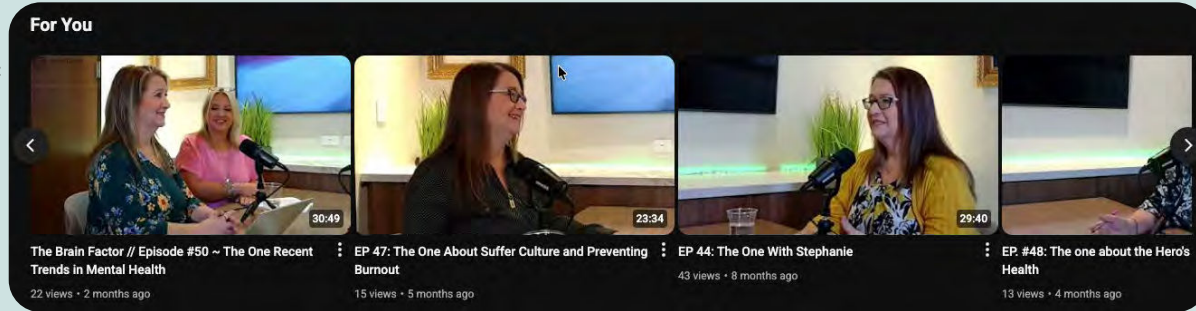 For You
30:49
23:34
29:40
The Brain Factor // Episode #50 ~ The One Recent
Trends in Mental Health
22 views • 2 months ago
EP 47: The One About Suffer Culture and Preventing
Burnout
15 views • 5 months ago
EP 44: The One With Stephanie
43 views • 8 months ago
EP. #48: The one about the Hero's
Health
13 views • 4 months ago